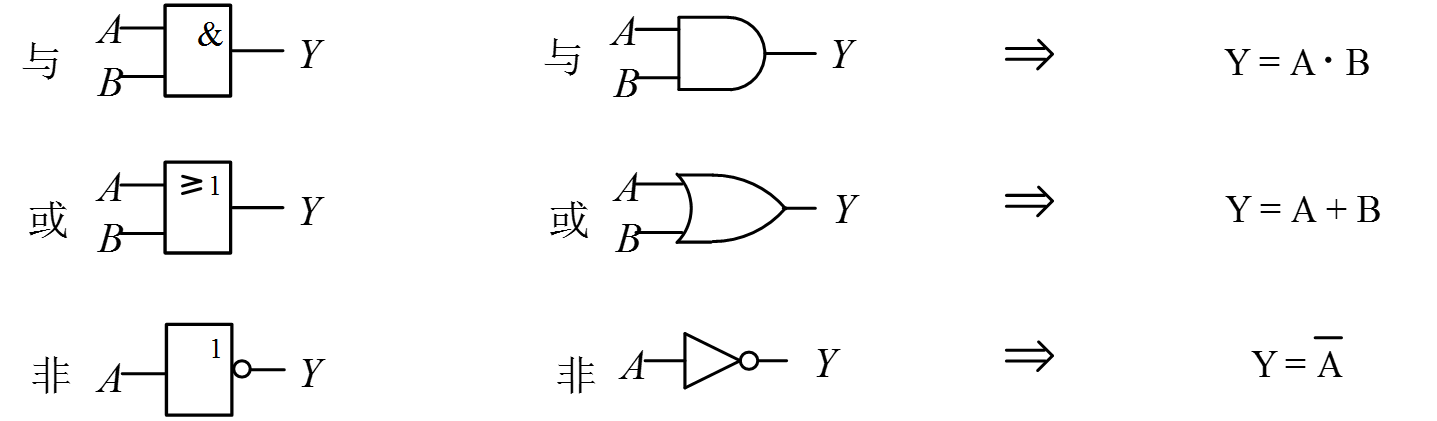 与 A B & Y 与 A B Y ⇒ Y = A · B
或 A B ≥1 Y 或 A B Y ⇒ Y = A + B
非 A 1 Y 非 A Y ⇒ Y = A̅